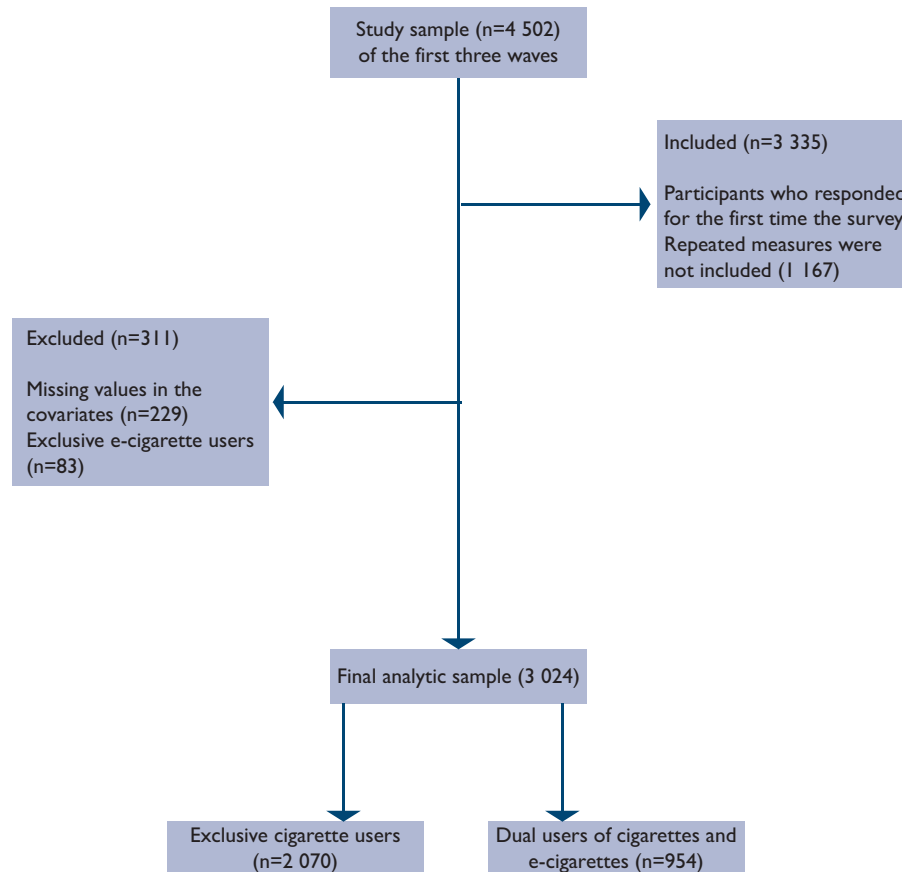 Study sample (n=4 502)
of the first three waves
Included (n=3 335)
Participants who responded
for the first time the survey
Repeated measures were
not included (1 167)
Excluded (n=311)
Missing values in the
covariates (n=229)
Exclusive e-cigarette users
(n=83)
Final analytic sample (3 024)
Exclusive cigarette users
(n=2 070)
Dual users of cigarettes and
e-cigarettes (n=954)